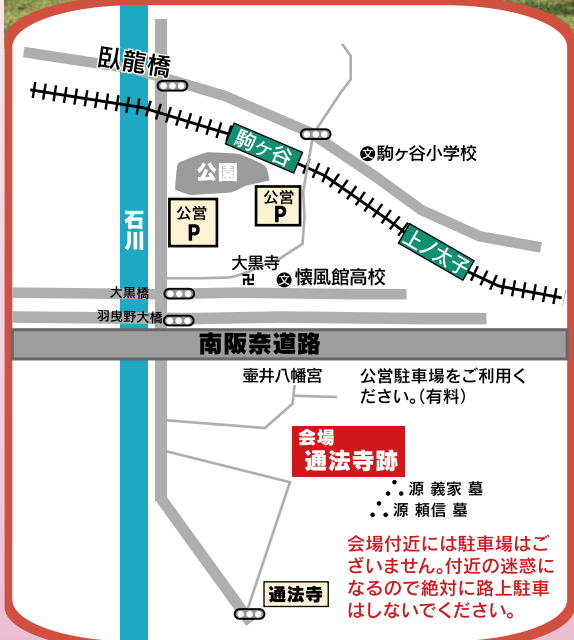 臥龍橋
駒ヶ谷
文駒ヶ谷小学校
公園
公営
P
公営
P
石川
上ノ太子
大黒寺
卍
文懐風館高校
大黒橋
羽曳野大橋
南阪奈道路
壷井八幡宮
公営駐車場をご利用く
ださい。(有料)
会場
通法寺跡
源 義家 墓
源 頼信 墓
会場付近には駐車場はご
ざいません。付近の迷惑に
なるので絶対に路上駐車
はしないでください。
通法寺